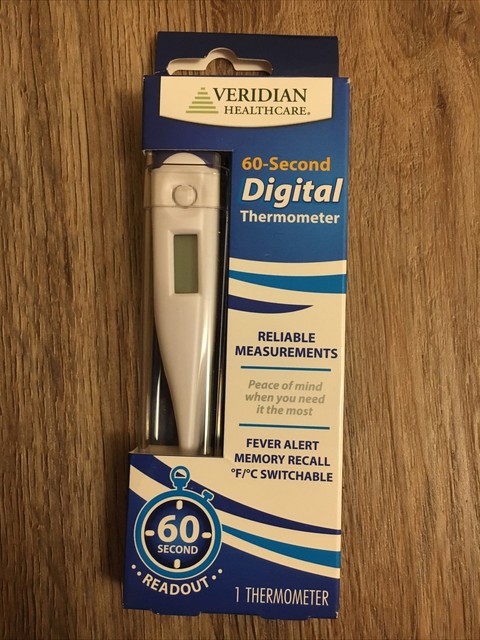 VERIDIAN
HEALTHCARE®
60-Second
Digital
Thermometer
RELIABLE
MEASUREMENTS
Peace of mind
when you need
it the most
FEVER ALERT
MEMORY RECALL
°F/°C SWITCHABLE
60
SECOND
READOUT
1 THERMOMETER